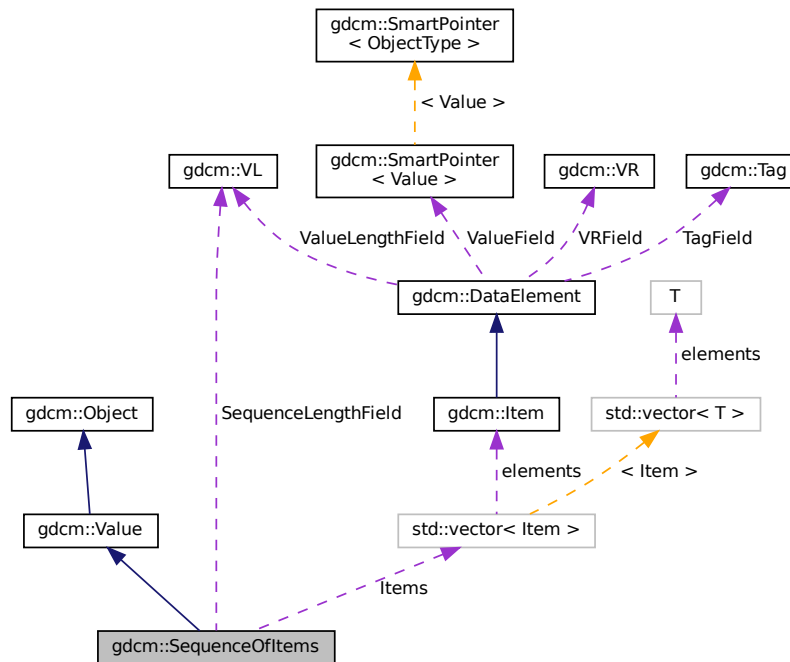 gdcm::SmartPointer
< ObjectType >
< Value >
gdcm::VL
gdcm::SmartPointer
< Value >
gdcm::VR
gdcm::Tag
ValueLengthField
ValueField
VRField
TagField
gdcm::DataElement
T
elements
gdcm::Object
SequenceLengthField
gdcm::Item
std::vector< T >
elements
< Item >
gdcm::Value
std::vector< Item >
Items
gdcm::SequenceOfItems